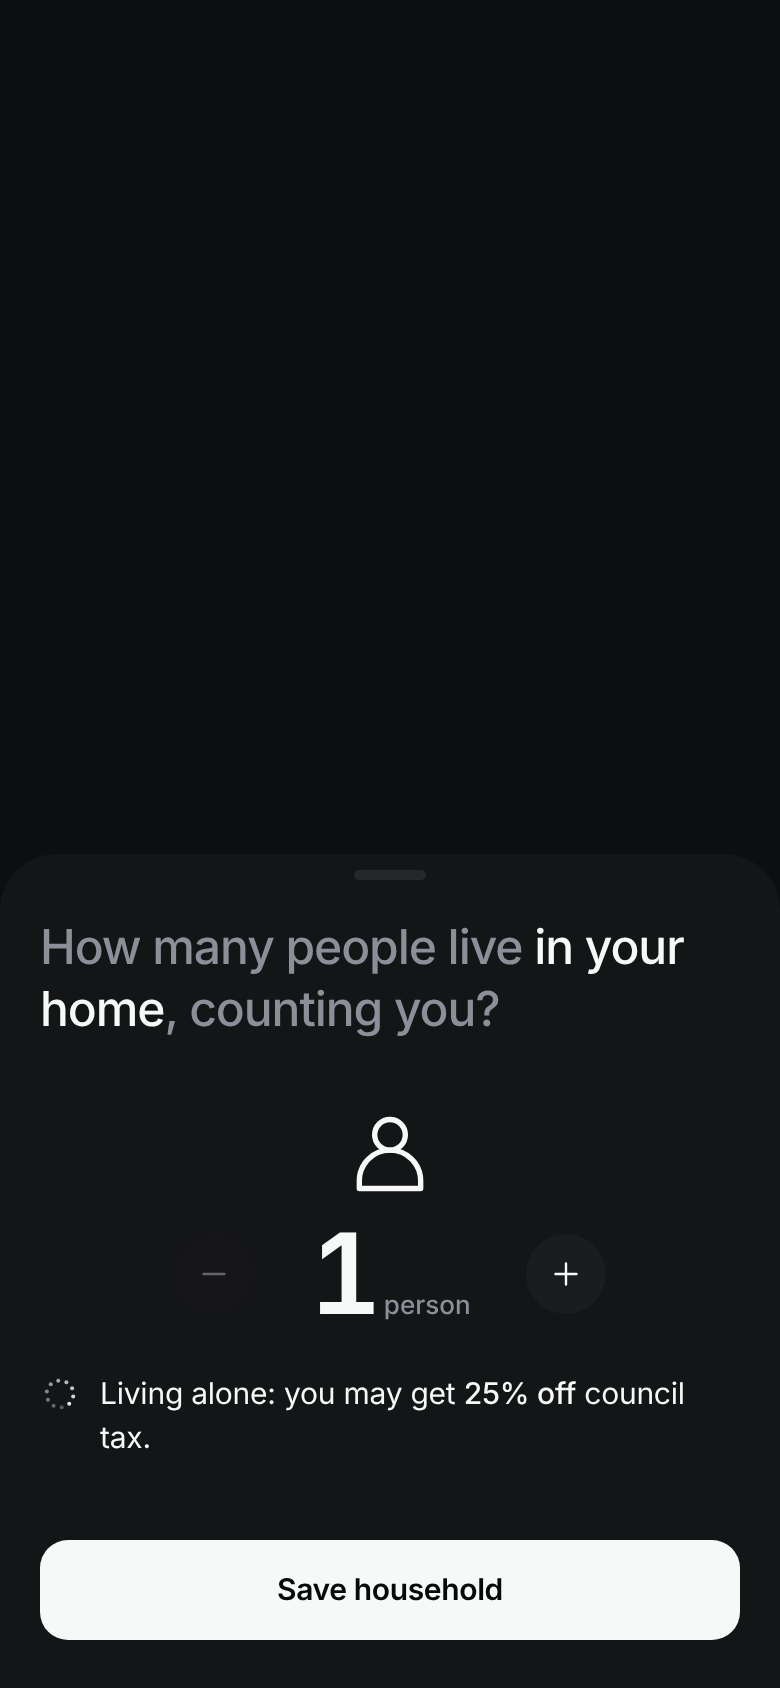 How many people live in your
home, counting you?
1 person
Living alone: you may get 25% off council
tax.
Save household